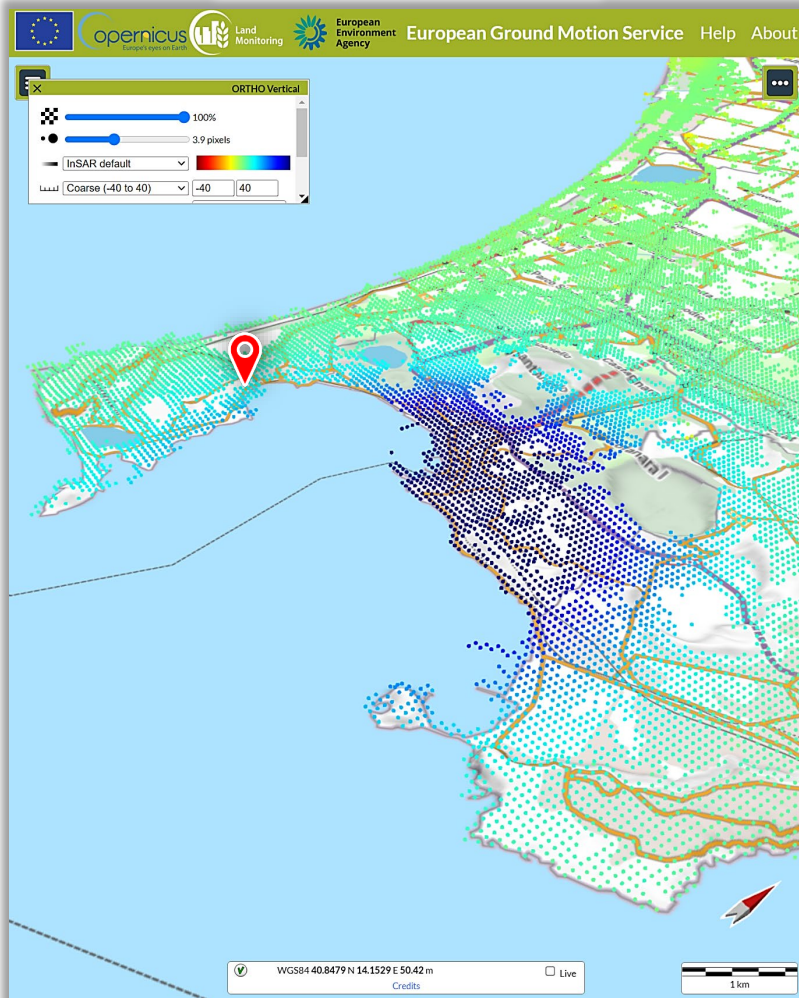 opernicus
Europe's eyes on Earth
Land
Monitoring
European
Environment
Agency
European Ground Motion Service
Help
About
ORTHO Vertical
100%
3.9 pixels
InSAR default
Coarse (-40 to 40)
-40
40
WGS84 40.8479 N 14.1529 E 50.42 m
Live
Credits
1 km